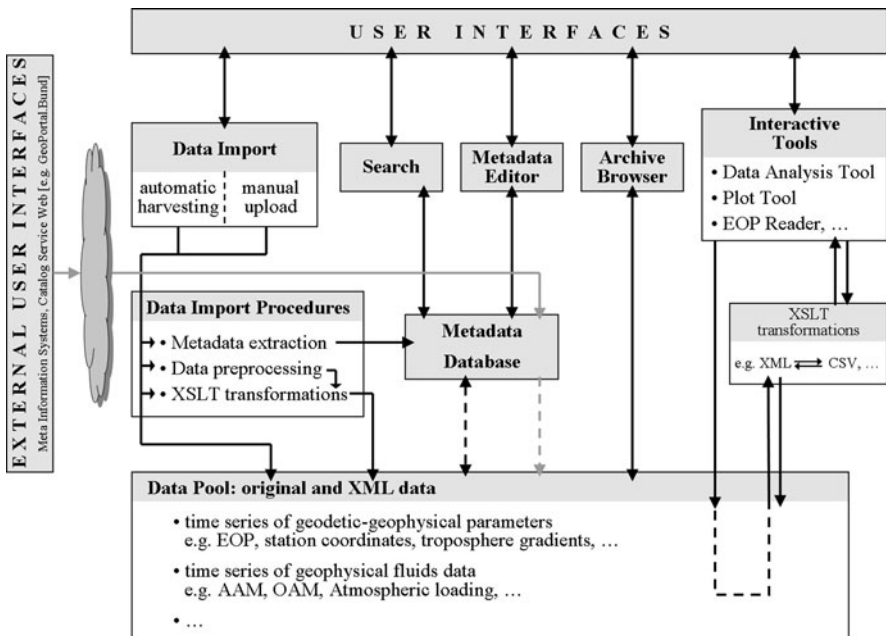 USER INTERFACES
EXTERNAL USER INTERFACES
Meta Information Systems, Catalog Service Web [e.g. GeoPortal.Bund]
Data Import
automatic
harvesting
manual
upload
Search
Metadata
Editor
Archive
Browser
Interactive
Tools
• Data Analysis Tool
• Plot Tool
• EOP Reader, …
Data Import Procedures
• Metadata extraction
• Data preprocessing
• XSLT transformations
Metadata
Database
XSLT
transformations
e.g. XML CSV, …
Data Pool: original and XML data
• time series of geodetic-geophysical parameters
e.g. EOP, station coordinates, troposphere gradients, …
• time series of geophysical fluids data
e.g. AAM, OAM, Atmospheric loading, …
• …